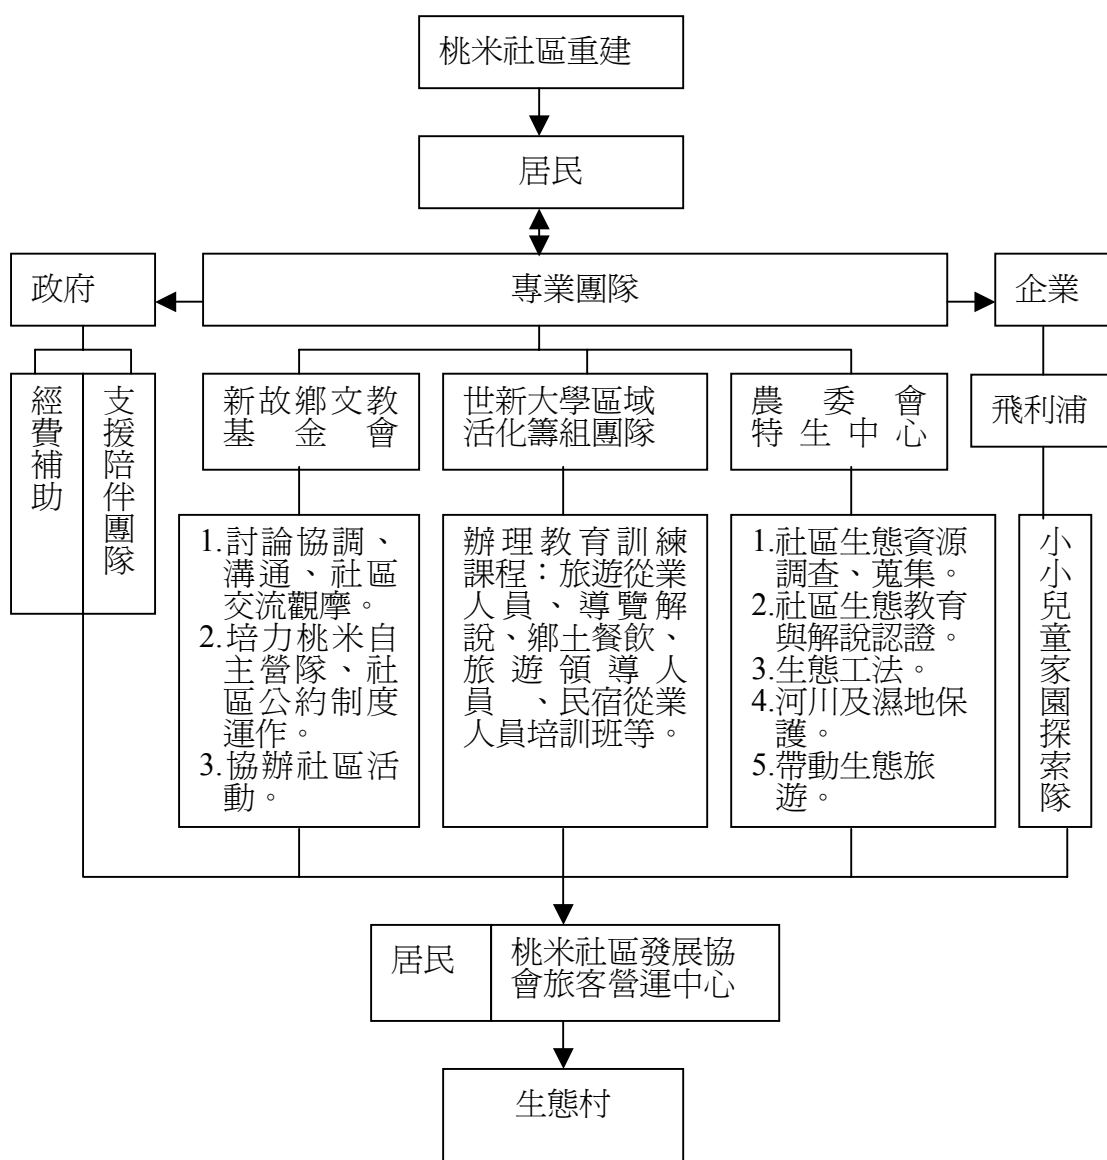 桃米社區重建
居民
政府
專業團隊
企業
經費補助
支援陪伴團隊
新故鄉文教
基金會
世新大學區域
活化籌組團隊
農委會
特生中心
飛利浦
1.討論協調、
溝通、社區
交流觀摩。
2.培力桃米自
主營隊、社
區公約制度
運作。
3.協辦社區活
動。
辦理教育訓練
課程：旅遊從業
人員、導覽解
說、鄉土餐飲、
旅遊領導人
員、民宿從業
人員培訓班等。
1.社區生態資源
調查、蒐集。
2.社區生態教育
與解說認證。
3.生態工法。
4.河川及濕地保
護。
5.帶動生態旅
遊。
小小兒童家園探索隊
居民
桃米社區發展協
會旅客營運中心
生態村